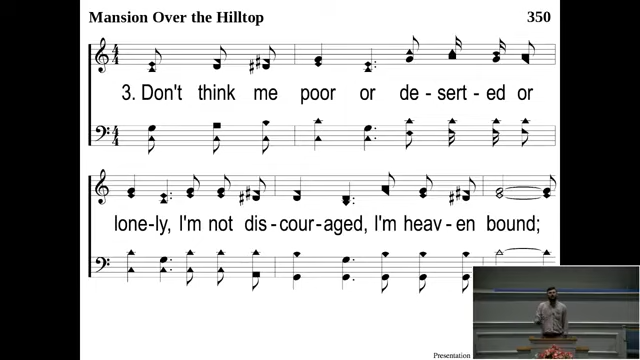 Mansion Over the Hilltop 350
3. Don't think me poor or de - sert - ed or
lone-ly, I'm not dis - cour - aged, I'm heav - en bound;
Presentation